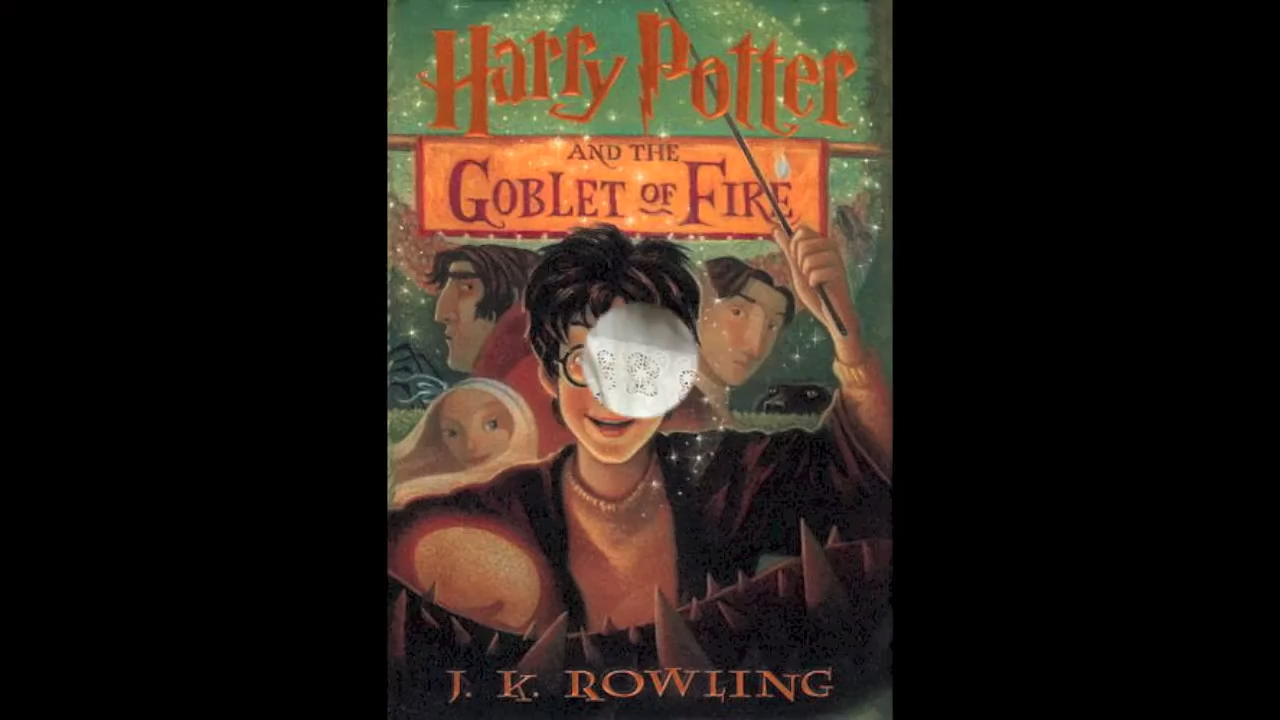 Harry Potter
AND THE
GOBLET OF FIRE
J. K. ROWLING